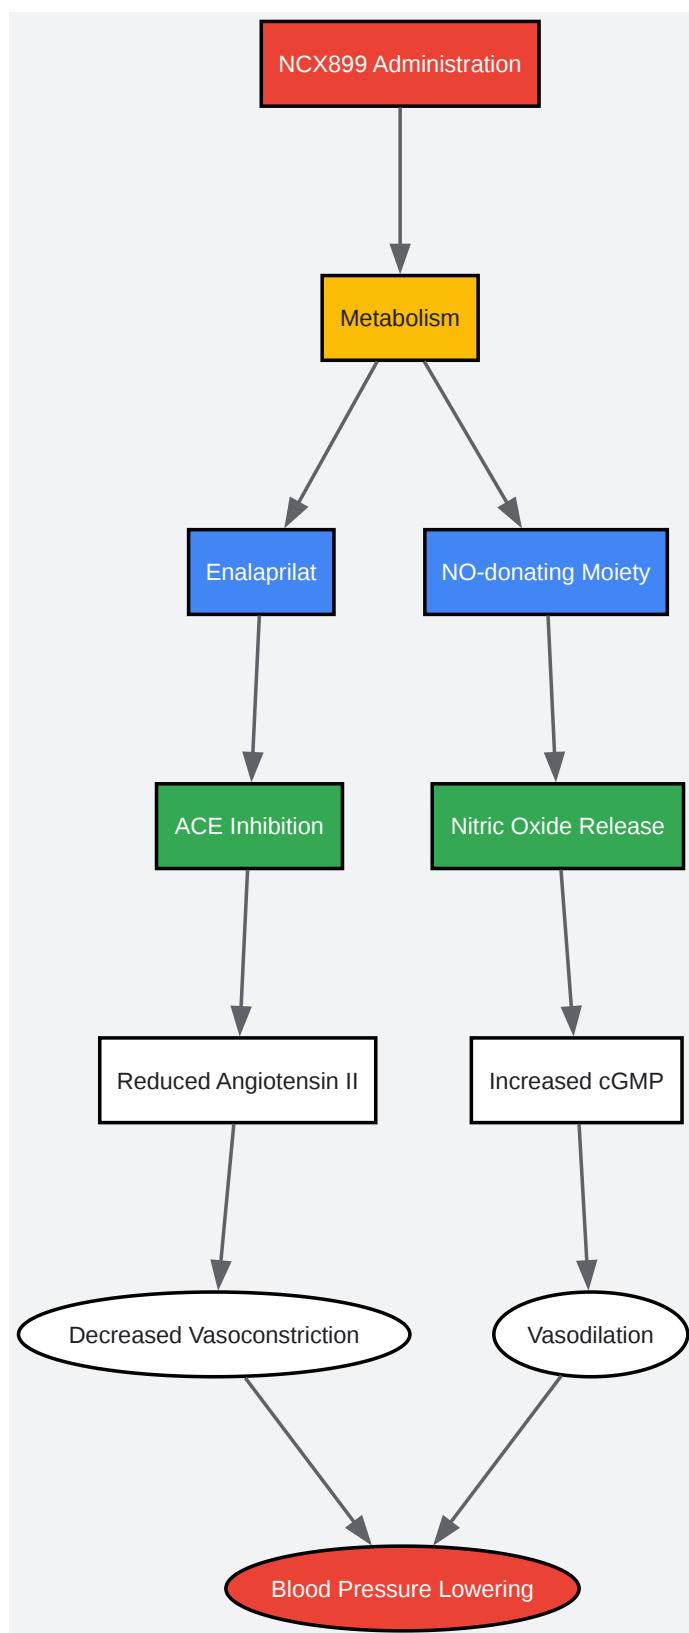 NCX899 Administration
Metabolism
Enalaprilat
NO-donating Moiety
ACE Inhibition
Nitric Oxide Release
Reduced Angiotensin II
Increased cGMP
Decreased Vasoconstriction
Vasodilation
Blood Pressure Lowering